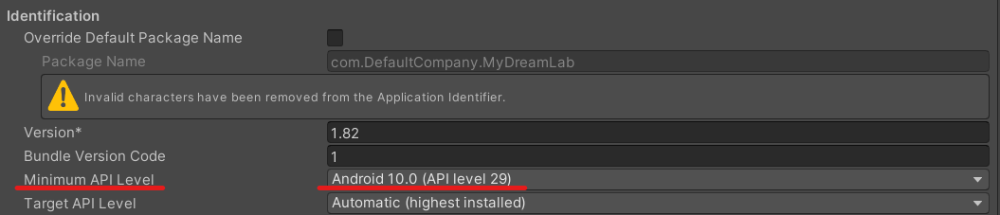 Identification
Override Default Package Name
Package Name com.DefaultCompany.MyDreamLab
Invalid characters have been removed from the Application Identifier.
Version* 1.82
Bundle Version Code 1
Minimum API Level Android 10.0 (API level 29)
Target API Level Automatic (highest installed)